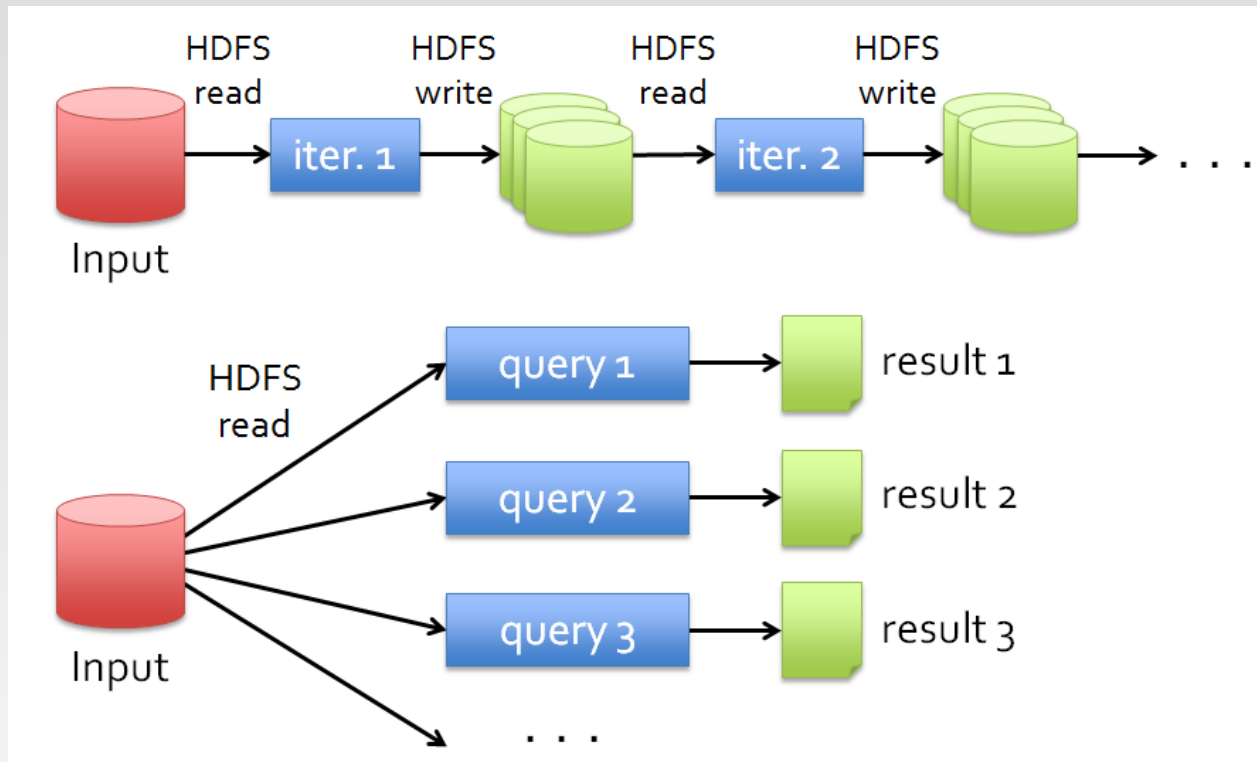 HDFS
read
HDFS
write
HDFS
read
HDFS
write
iter. 1
iter. 2
. . .
Input
HDFS
read
query 1
result 1
query 2
result 2
query 3
result 3
Input
. . .